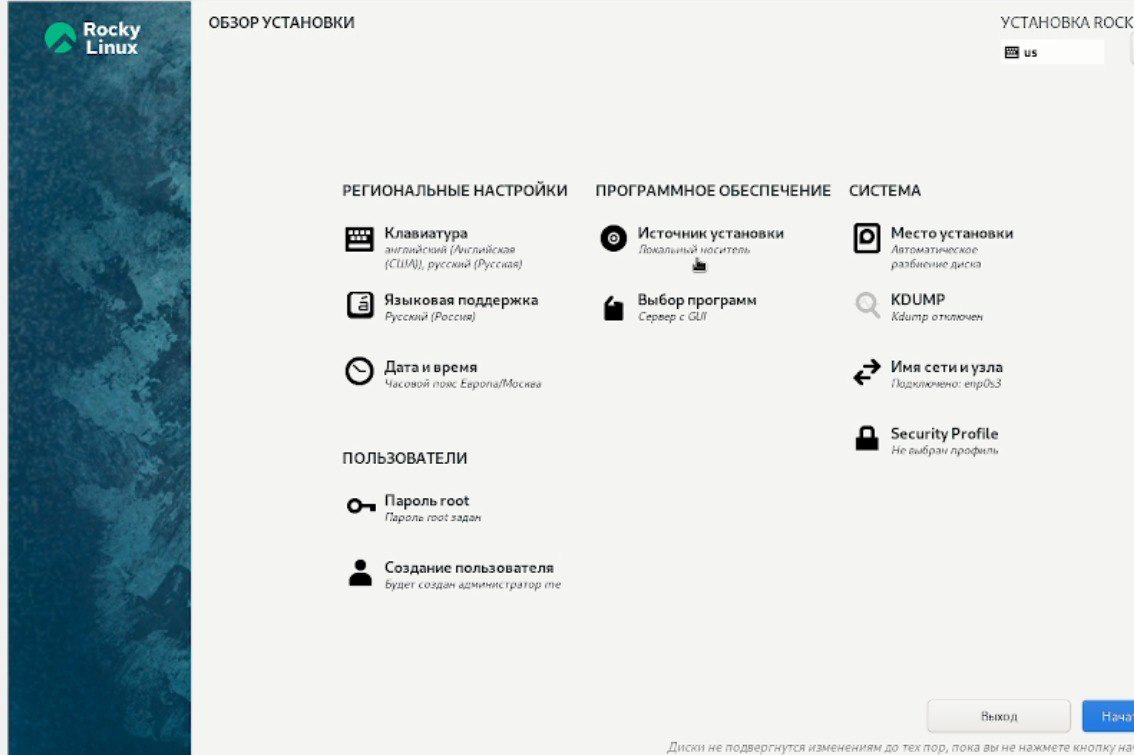 Rocky
Linux
ОБЗОР УСТАНОВКИ
УСТАНОВКА ROCK
us
РЕГИОНАЛЬНЫЕ НАСТРОЙКИ
Клавиатура
английский (Английская
(США)), русский (Русская)
Языковая поддержка
Русский (Россия)
Дата и время
Часовой пояс Европа/Москва
ПОЛЬЗОВАТЕЛИ
Пароль root
Пароль root задан
Создание пользователя
Будет создан администратор me
ПРОГРАММНОЕ ОБЕСПЕЧЕНИЕ
Источник установки
Локальный носитель
Выбор программ
Сервер с GUI
СИСТЕМА
Место установки
Автоматическое
разбиение диска
KDUMP
Kdump отключен
Имя сети и узла
Подключено: enp0s3
Security Profile
Не выбран профиль
Выход
Начат
Диски не подвергнутся изменениям до тех пор, пока вы не нажмете кнопку на